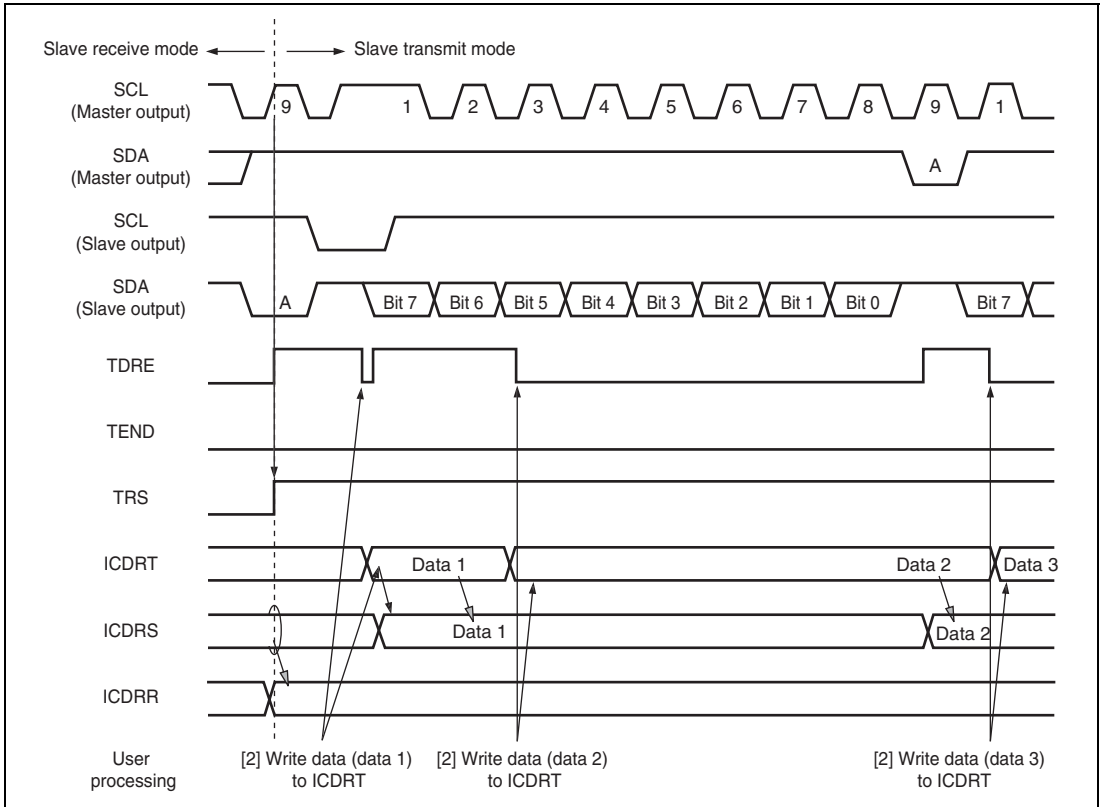 Slave receive mode
Slave transmit mode
SCL
(Master output)
9 1 2 3 4 5 6 7 8 9 1
SDA
(Master output)
A
SCL
(Slave output)
SDA
(Slave output)
A Bit 7 Bit 6 Bit 5 Bit 4 Bit 3 Bit 2 Bit 1 Bit 0 Bit 7
TDRE
TEND
TRS
ICDRT
Data 1 Data 2 Data 3
ICDRS
Data 1 Data 2
ICDRR
User
processing
[2] Write data (data 1)
to ICDRT
[2] Write data (data 2)
to ICDRT
[2] Write data (data 3)
to ICDRT